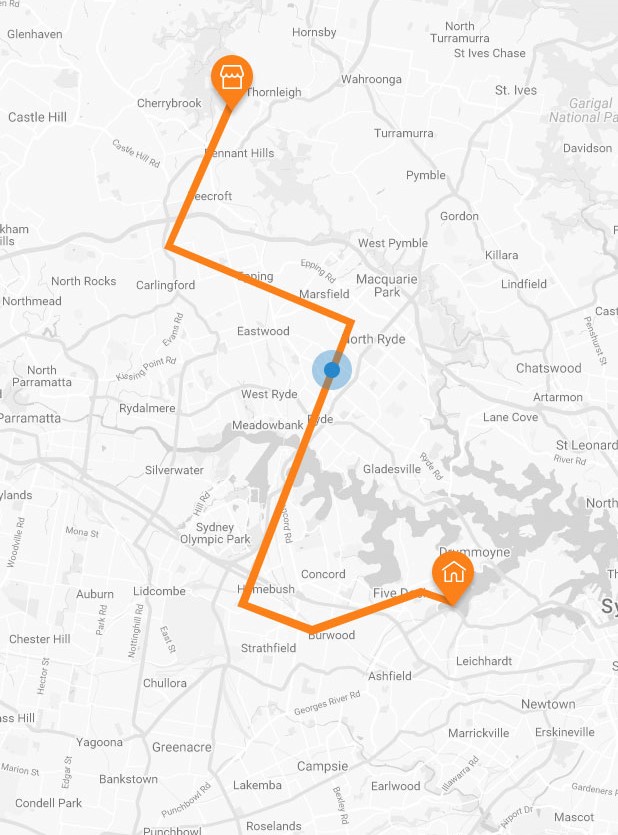 en Rd
Glenhaven
Hornsby
North
Turramurra
St Ives Chase
Wahroonga
Thornleigh
St. Ives
Cherrybrook
Garigal
National Pa
Castle Hill
Turramurra
Castle Hill Rd
Pennant Hills
Davidson
Pymble
eecroft
Gordon
kham
ills
West Pymble
Killara
Epping
Epping Rd
North Rocks
Carlingford
Macquarie
Park
Lindfield
Marsfield
Northmead
Cast
Evans Rd
Eastwood
North Ryde
Penshurst St
Kissing Point Rd
North
Parramatta
Chatswood
West Ryde
Artarmon
Rydalmere
Parramatta
Meadowbank
Ryde
Lane Cove
St Leonard
River Rd
Silverwater
Gladesville
Ryde Rd
ylands
Hill Rd
North
Woodville Rd
Mona St
Sydney
Olympic Park
oncord Rd
Drummoyne
Concord
Th
Auburn
Lidcombe
Homebush
Five Do
Sy
Park Rd
Nottinghill Rd
Chester Hill
East St
Burwood
Strathfield
Leichhardt
Hector St
Chullora
Ashfield
Georges River Rd
Newtown
ass Hill
Marrickville
Erskineville
Yagoona
Greenacre
Marion St
Edgar St
Bankstown
Campsie
Illawarra Rd
Punchbowl Rd
Lakemba
Earlwood
Gardeners R
Bexley Rd
Condell Park
Airport Dr
Mascot
Punchbowl
Roselands